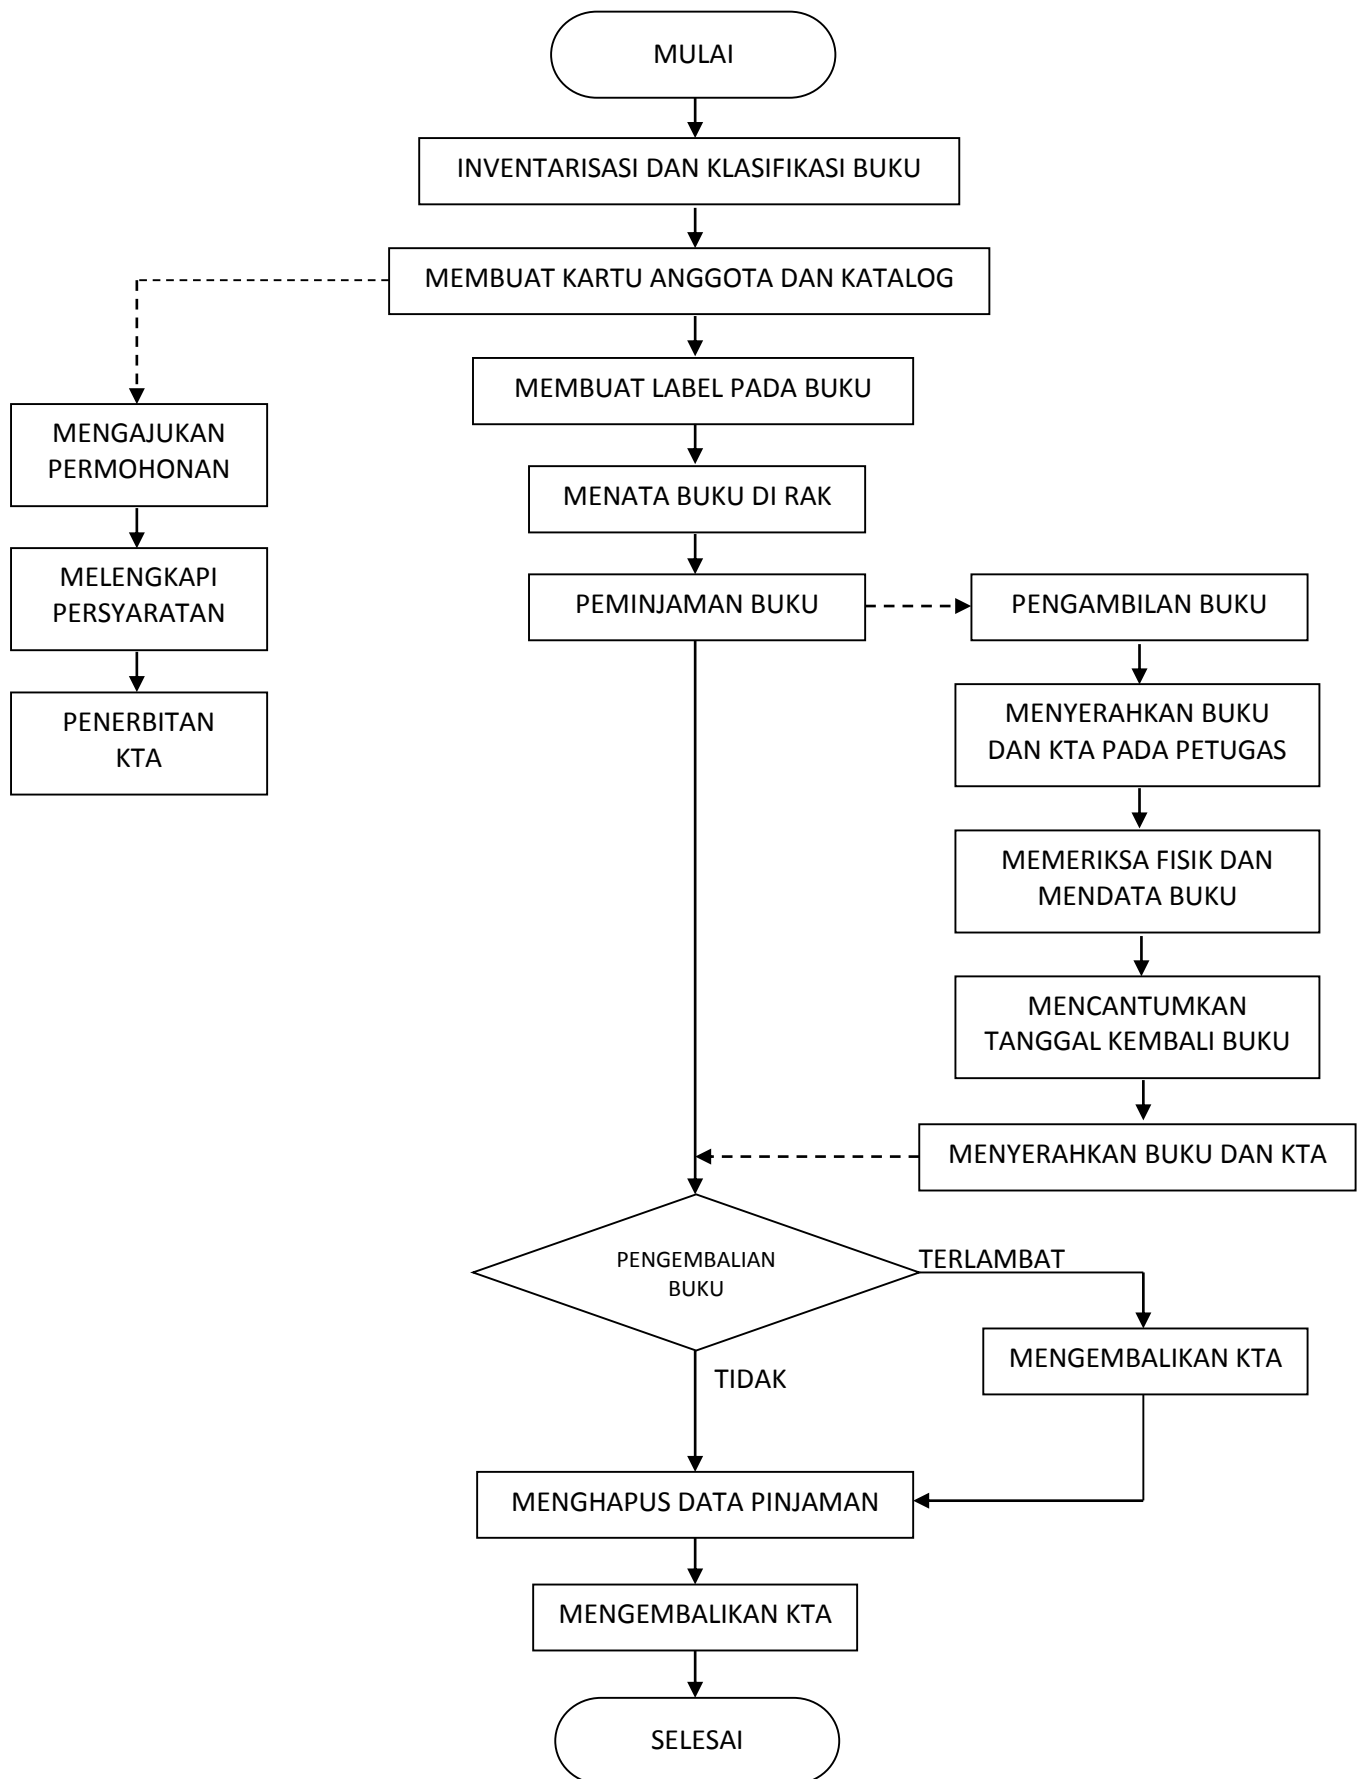 MULAI
INVENTARISASI DAN KLASIFIKASI BUKU
MEMBUAT KARTU ANGGOTA DAN KATALOG
MEMBUAT LABEL PADA BUKU
MENGAJUKAN
PERMOHONAN
MENATA BUKU DI RAK
MELENGKAPI
PERSYARATAN
PEMINJAMAN BUKU
PENGAMBILAN BUKU
PENERBITAN
KTA
MENYERAHKAN BUKU
DAN KTA PADA PETUGAS
MEMERIKSA FISIK DAN
MENDATA BUKU
MENCANTUMKAN
TANGGAL KEMBALI BUKU
MENYERAHKAN BUKU DAN KTA
PENGEMBALIAN
BUKU
TERLAMBAT
MENGEMBALIKAN KTA
TIDAK
MENGHAPUS DATA PINJAMAN
MENGEMBALIKAN KTA
SELESAI